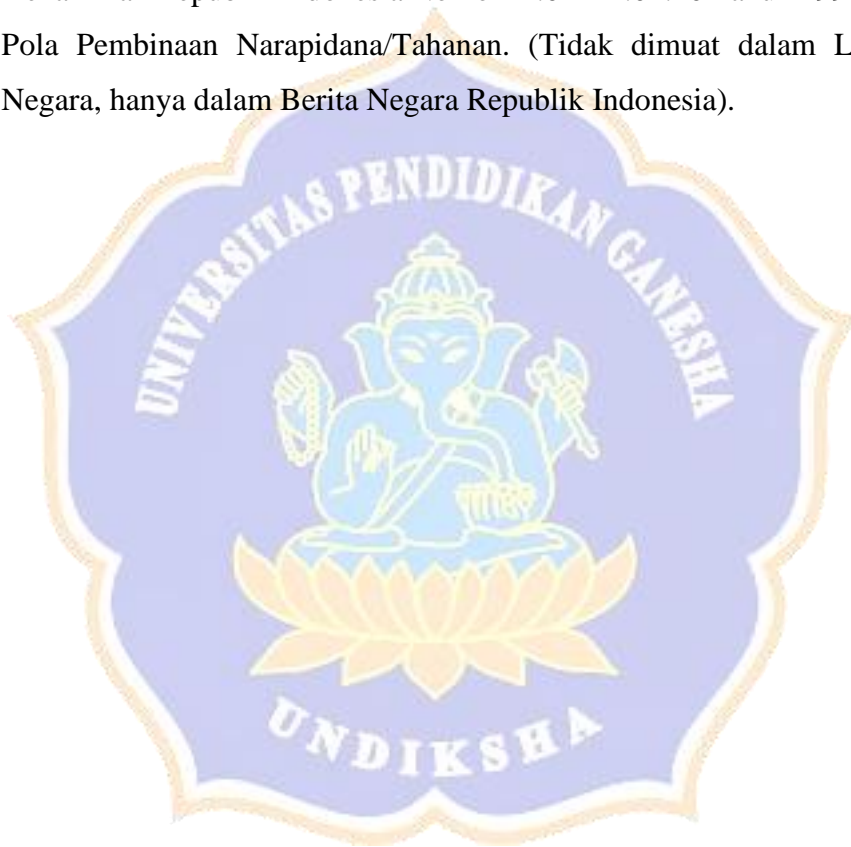 Pola Pembinaan Narapidana/Tahanan. (Tidak dimuat dalam L
Negara, hanya dalam Berita Negara Republik Indonesia).
UNIVERSITAS PENDIDIKAN GANESHA
UNDIKSHA